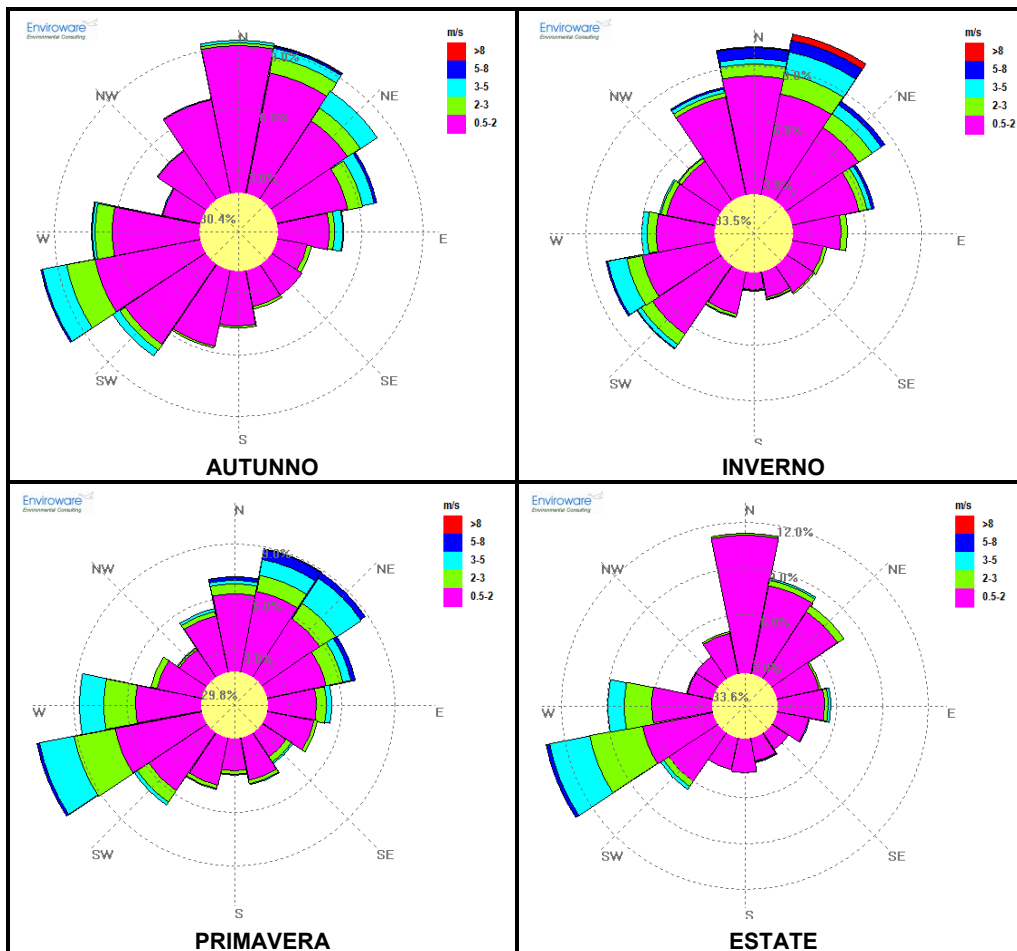 Enviroware
Environmental Consulting
m/s
>8
5-8
3-5
2-3
0.5-2
N
NW
NE
30.4%
W
E
SW
SE
S
AUTUNNO
Enviroware
Environmental Consulting
m/s
>8
5-8
3-5
2-3
0.5-2
N
NW
NE
33.5%
W
E
SW
SE
S
INVERNO
Enviroware
Environmental Consulting
m/s
>8
5-8
3-5
2-3
0.5-2
N
NW
NE
29.8%
W
E
SW
SE
S
PRIMAVERA
Enviroware
Environmental Consulting
m/s
>8
5-8
3-5
2-3
0.5-2
N
12.0%
NW
NE
33.6%
W
E
SW
SE
S
ESTATE